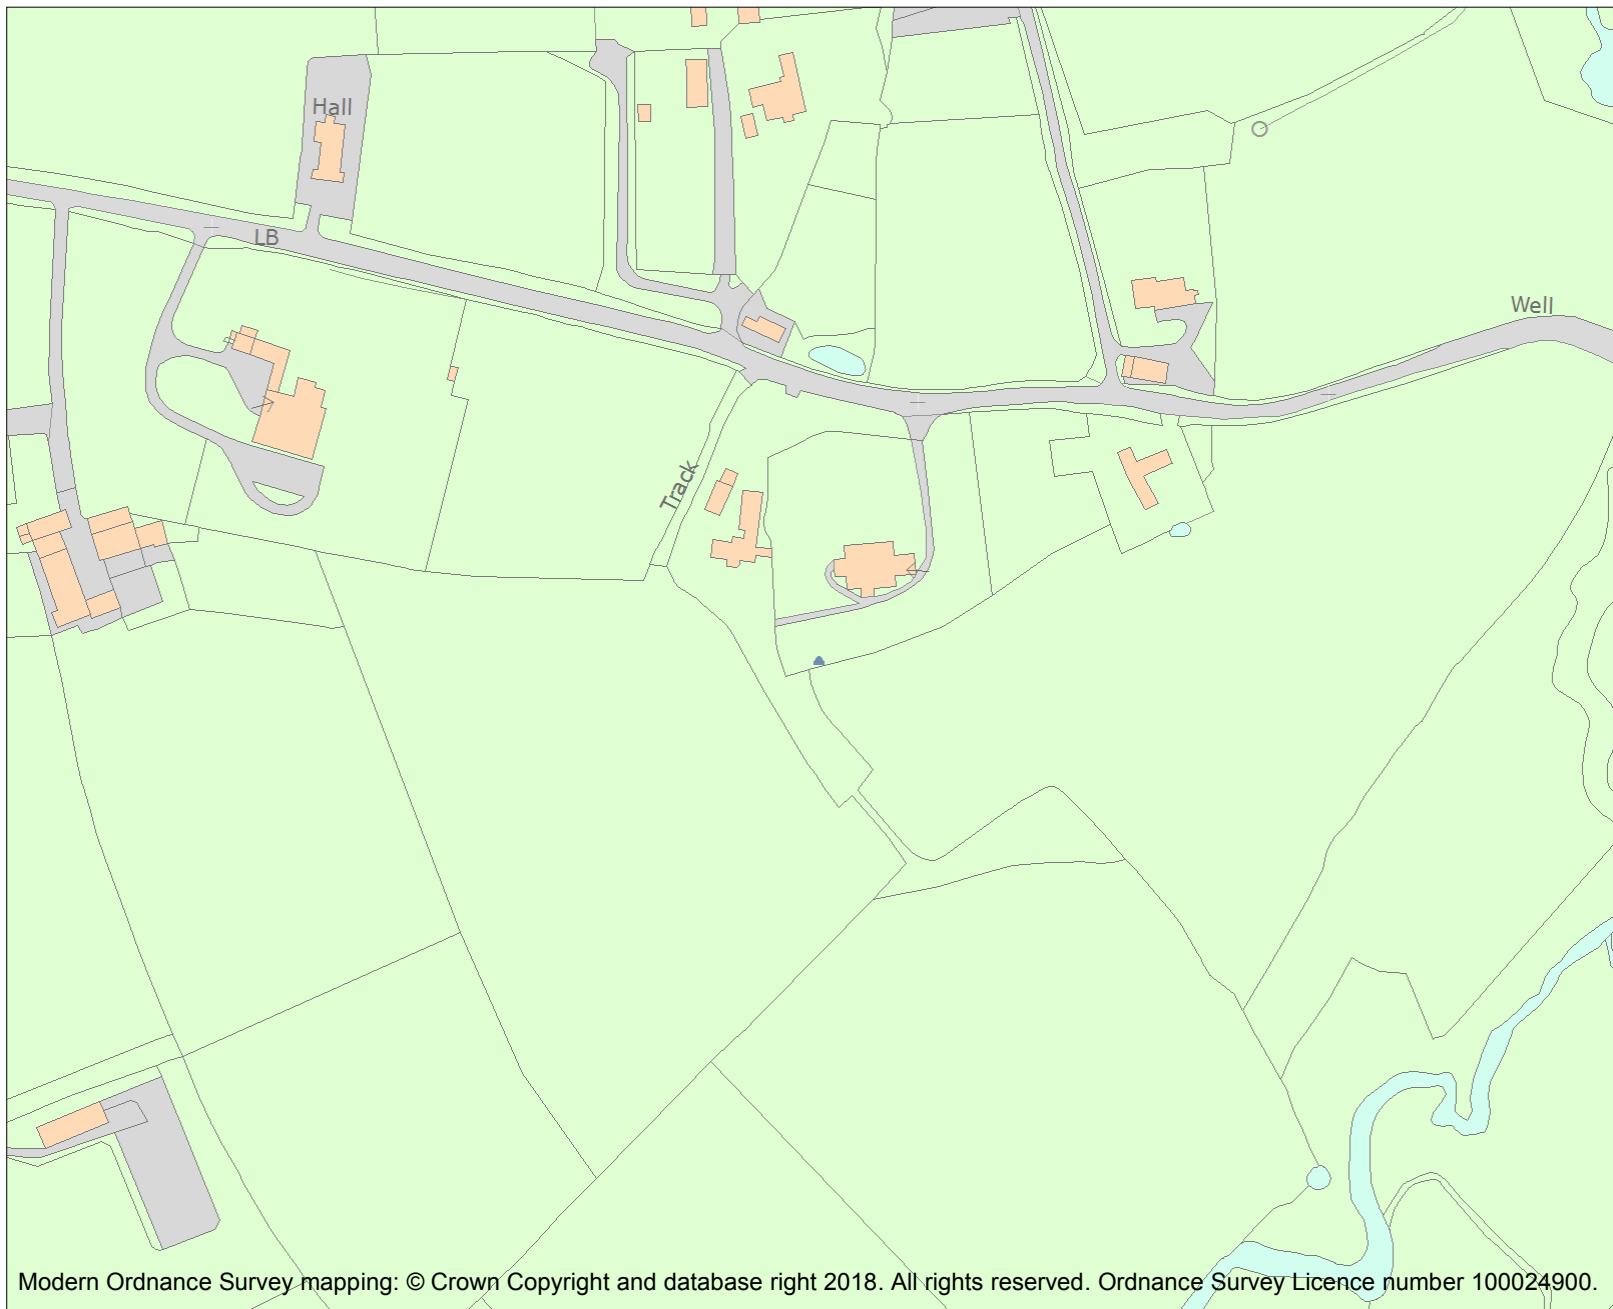 Hall
LB
Well
Track
Modern Ordnance Survey mapping: © Crown Copyright and database right 2018. All rights reserved. Ordnance Survey Licence number 100024900.